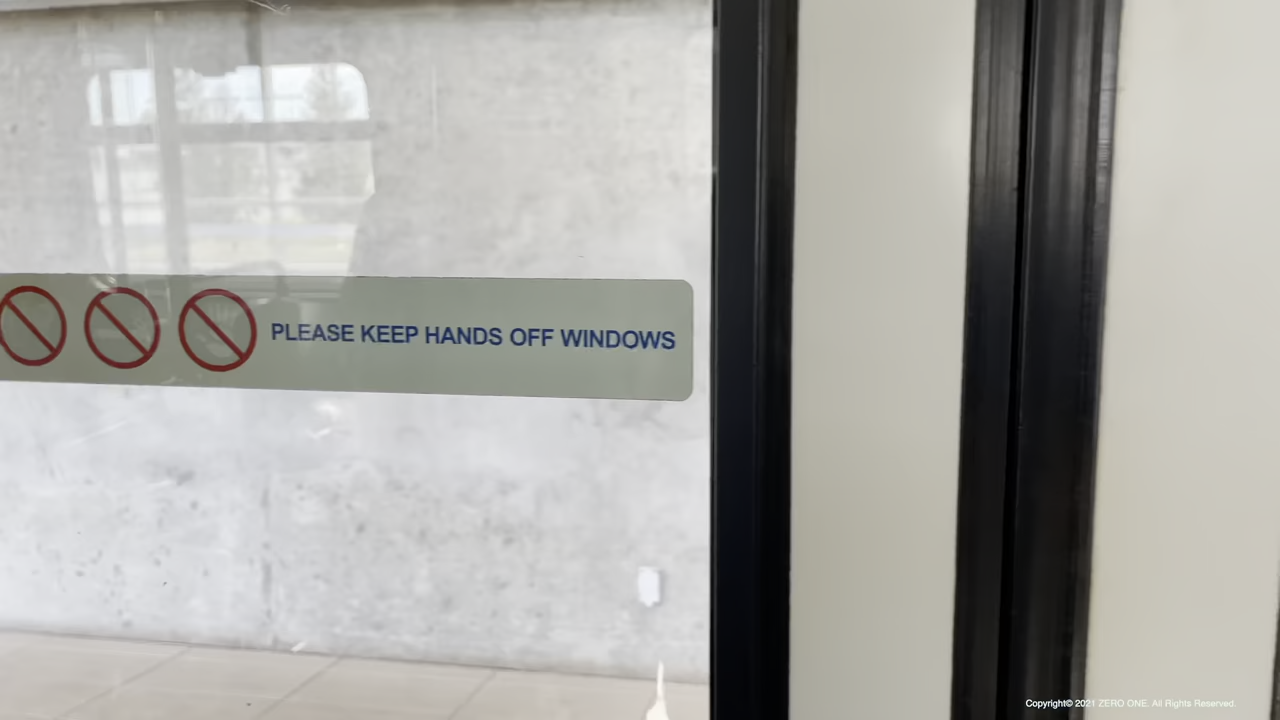 PLEASE KEEP HANDS OFF WINDOWS
Copyright© 2021 ZERO ONE. All Rights Reserved.